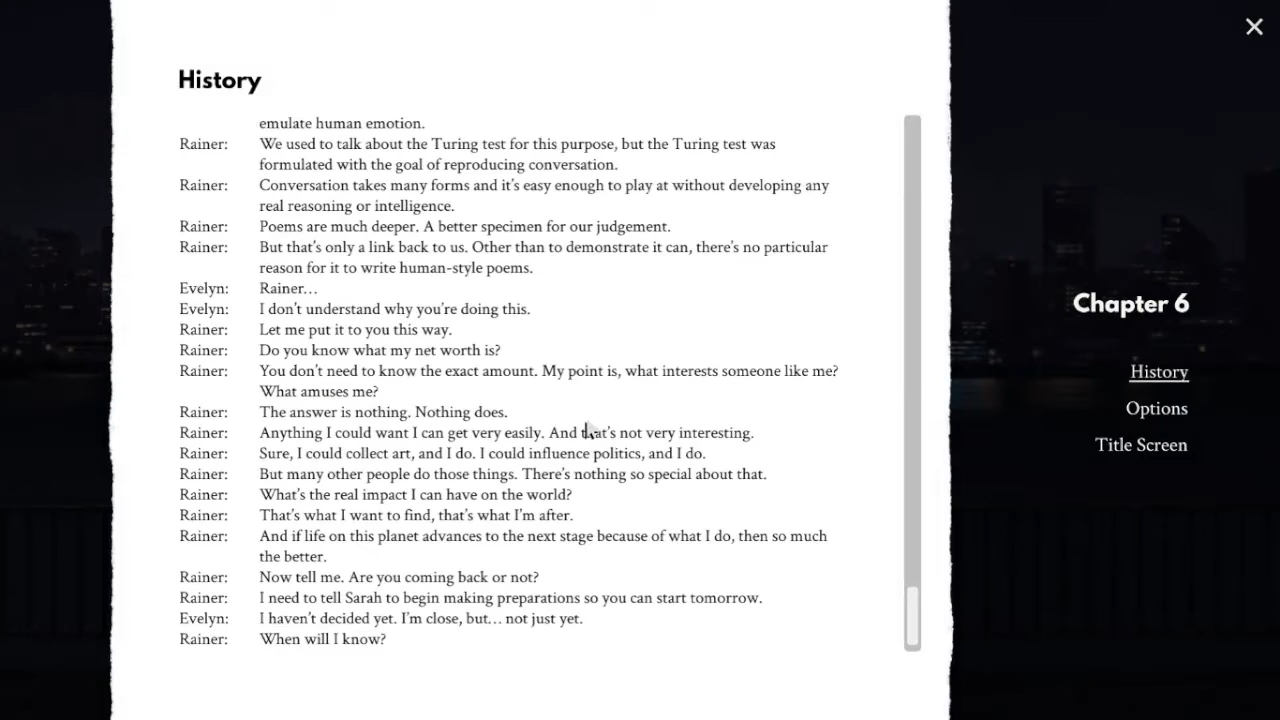 History
emulate human emotion.
Rainer: We used to talk about the Turing test for this purpose, but the Turing test was
formulated with the goal of reproducing conversation.
Rainer: Conversation takes many forms and it’s easy enough to play at without developing any
real reasoning or intelligence.
Rainer: Poems are much deeper. A better specimen for our judgement.
Rainer: But that’s only a link back to us. Other than to demonstrate it can, there’s no particular
reason for it to write human-style poems.
Evelyn: Rainer…
Evelyn: I don’t understand why you’re doing this.
Rainer: Let me put it to you this way.
Rainer: Do you know what my net worth is?
Rainer: You don’t need to know the exact amount. My point is, what interests someone like me?
What amuses me?
Rainer: The answer is nothing. Nothing does.
Rainer: Anything I could want I can get very easily. And that’s not very interesting.
Rainer: Sure, I could collect art, and I do. I could influence politics, and I do.
Rainer: But many other people do those things. There’s nothing so special about that.
Rainer: What’s the real impact I can have on the world?
Rainer: That’s what I want to find, that’s what I’m after.
Rainer: And if life on this planet advances to the next stage because of what I do, then so much
the better.
Rainer: Now tell me. Are you coming back or not?
Rainer: I need to tell Sarah to begin making preparations so you can start tomorrow.
Evelyn: I haven’t decided yet. I’m close, but… not just yet.
Rainer: When will I know?
Chapter 6
History
Options
Title Screen